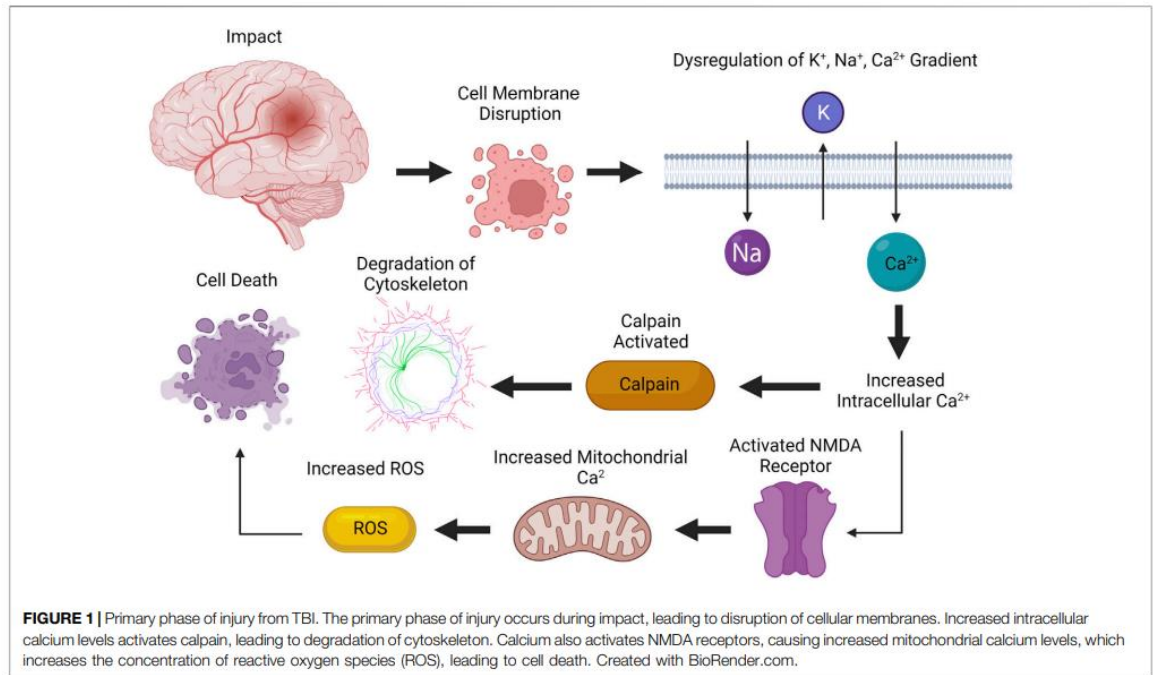 Impact
Cell Membrane
Disruption
Dysregulation of K⁺, Na⁺, Ca²⁺ Gradient
K
Na
Ca²⁺
Cell Death
Degradation of
Cytoskeleton
Calpain
Activated
Calpain
Increased
Intracellular Ca²⁺
Increased ROS
ROS
Increased Mitochondrial
Ca²
Activated NMDA
Receptor
FIGURE 1 | Primary phase of injury from TBI. The primary phase of injury occurs during impact, leading to disruption of cellular membranes. Increased intracellular
calcium levels activates calpain, leading to degradation of cytoskeleton. Calcium also activates NMDA receptors, causing increased mitochondrial calcium levels, which
increases the concentration of reactive oxygen species (ROS), leading to cell death. Created with BioRender.com.